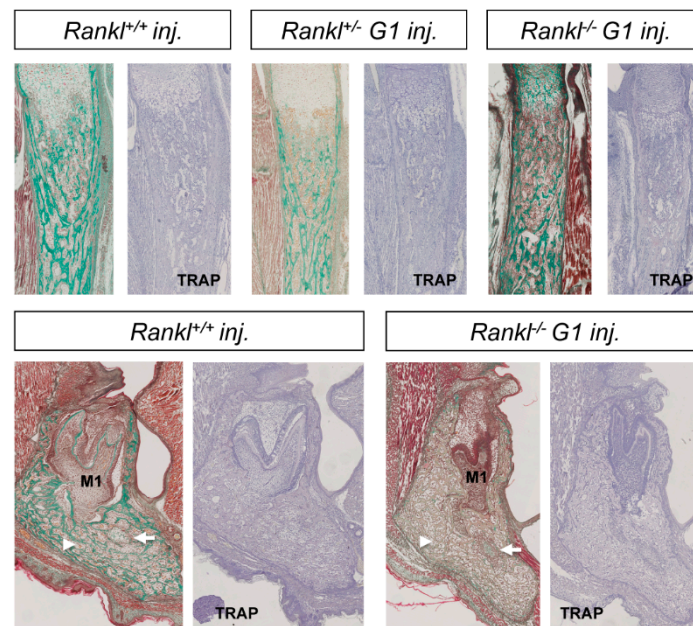 Rankl+/+ inj.
Rankl+/- G1 inj.
Rankl-/- G1 inj.
TRAP
TRAP
TRAP
Rankl+/+ inj.
Rankl-/- G1 inj.
M1
TRAP
M1
TRAP